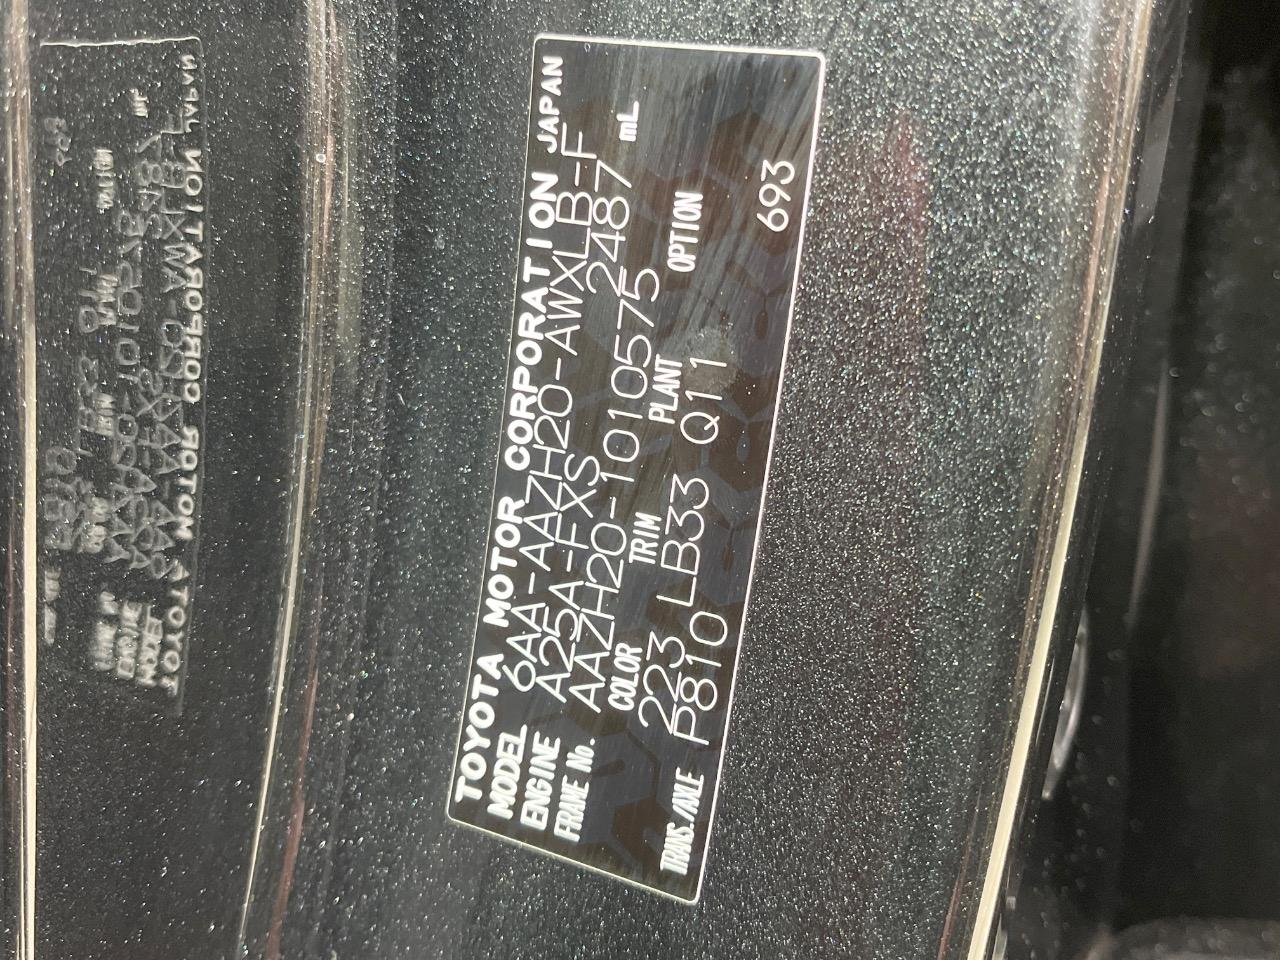 TOYOTA MOTOR CORPORATION JAPAN
MODEL 6AA-AAZH20-AWXLB-F
ENGINE A25A-FXS 2487 mL
FRAME No. AAZH20-1010575
COLOR TRIM PLANT OPTION
223 LB33 Q11
TRANS./AXLE P810 693